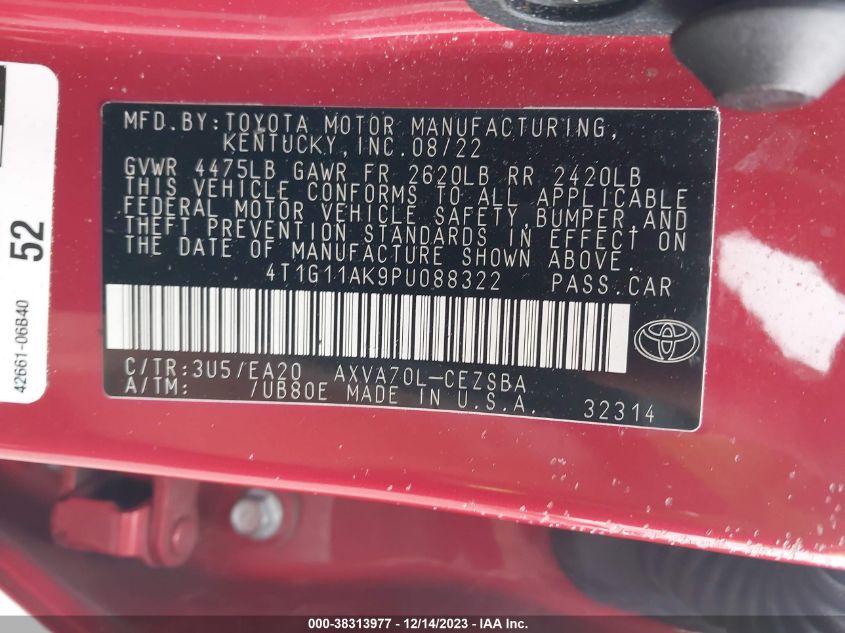 MFD.BY:TOYOTA MOTOR MANUFACTURING,
KENTUCKY,INC.08/22
GVWR 4475LB GAWR FR 2620LB RR 2420LB
THIS VEHICLE CONFORMS TO ALL APPLICABLE
FEDERAL MOTOR VEHICLE SAFETY,BUMPER,AND
THEFT PREVENTION STANDARDS IN EFFECT ON
THE DATE OF MANUFACTURE SHOWN ABOVE.
4T1G11AK9PU088322 PASS.CAR
C/TR:3U5/EA20 AXVA70L-CEZSBA
A/TM: 7UB80E MADE IN U.S.A. 32314
52
42661-06B40
000-38313977 - 12/14/2023 - IAA Inc.